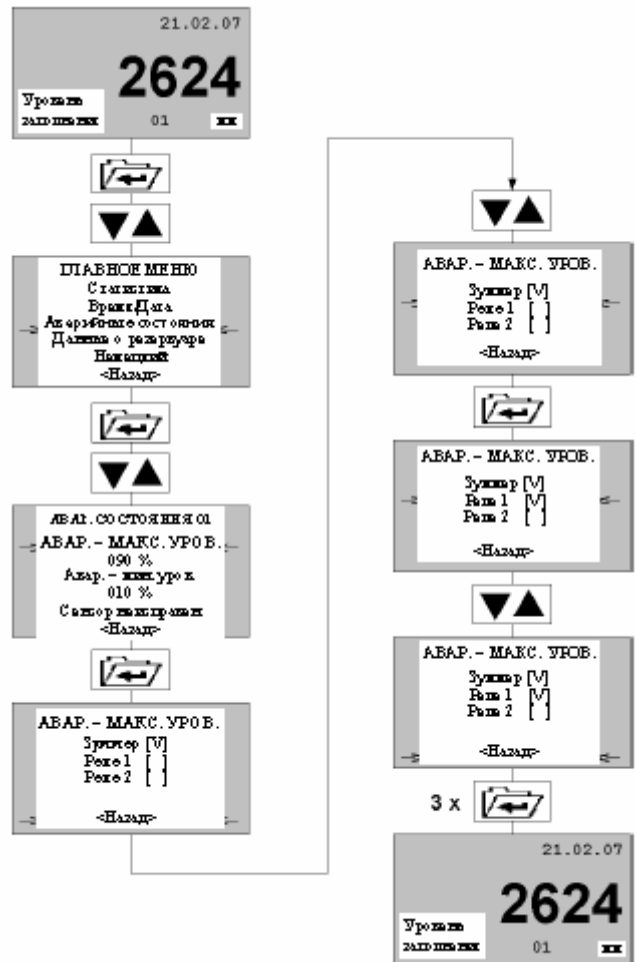 21.02.07
2624
Уровень
заполнения 01 мм
ГЛАВНОЕ МЕНЮ
Статистика
Время/Дата
Аварийные состояния
Данные о резервуаре
<Назад>
АВАР. СОСТОЯНИЯ 01
АВАР. – МАКС. УРОВ.
090 %
Авар. – мин. уров.
010 %
Сенсор неисправен
<Назад>
АВАР. – МАКС. УРОВ.
Зуммер [V]
Реле 1 [ ]
Реле 2 [ ]
<Назад>
АВАР. – МАКС. УРОВ.
Зуммер [V]
Реле 1 [ ]
Реле 2 [ ]
<Назад>
АВАР. – МАКС. УРОВ.
Зуммер [V]
Реле 1 [V]
Реле 2 [ ]
<Назад>
АВАР. – МАКС. УРОВ.
Зуммер [V]
Реле 1 [V]
Реле 2 [ ]
<Назад>
3 x
21.02.07
2624
Уровень
заполнения 01 мм